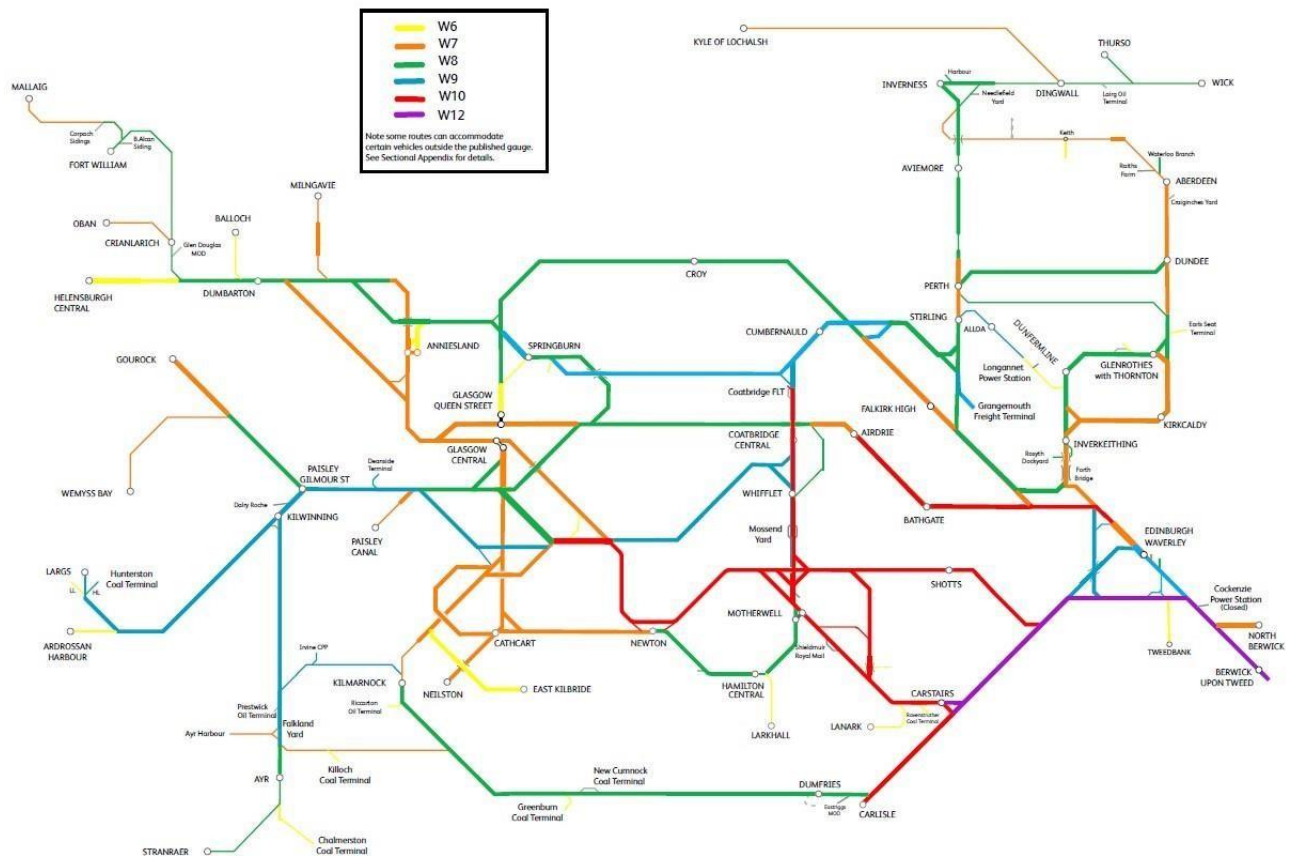 W6
W7
W8
W9
W10
W12
Note some routes can accommodate
certain vehicles outside the published gauge.
See Sectional Appendix for details.
KYLE OF LOCHALSH
THURSO
Harbour
INVERNESS
Needlefield
Yard
DINGWALL
Lairg Oil
Terminal
WICK
MALLAIG
Corpach
Sidings
B.Alcan
Siding
FORT WILLIAM
Keith
Waterloo Branch
Raiths
Farm
AVIEMORE
ABERDEEN
Craiginches Yard
MILNGAVIE
OBAN
BALLOCH
CRIANLARICH
Glen Douglas
MOD
CROY
DUNDEE
HELENSBURGH
CENTRAL
DUMBARTON
PERTH
STIRLING
ALLOA
DUNFERMLINE
CUMBERNAULD
Earls Seat
Terminal
ANNIESLAND
SPRINGBURN
GOUROCK
Longannet
Power Station
GLENROTHES
with THORNTON
GLASGOW
QUEEN STREET
Coatbridge FLT
FALKIRK HIGH
Grangemouth
Freight Terminal
KIRKCALDY
AIRDRIE
GLASGOW
CENTRAL
COATBRIDGE
CENTRAL
INVERKEITHING
Rosyth
Dockyard
Forth
Bridge
PAISLEY
GILMOUR ST
Deanside
Terminal
WEMYSS BAY
Dalry Roche
WHIFFLET
KILWINNING
BATHGATE
PAISLEY
CANAL
Mossend
Yard
EDINBURGH
WAVERLEY
LARGS
Hunterston
Coal Terminal
LL
HL
SHOTTS
Cockenzie
Power Station
(Closed)
MOTHERWELL
ARDROSSAN
HARBOUR
CATHCART
NEWTON
Shieldmuir
Royal Mail
TWEEDBANK
NORTH
BERWICK
Irvine CPP
BERWICK
UPON TWEED
KILMARNOCK
NEILSTON
EAST KILBRIDE
HAMILTON
CENTRAL
CARSTAIRS
Prestwick
Oil Terminal
Riccarton
Oil Terminal
Ravenstruther
Coal Terminal
LANARK
LARKHALL
Ayr Harbour
Falkland
Yard
Killoch
Coal Terminal
AYR
New Cumnock
Coal Terminal
DUMFRIES
Greenburn
Coal Terminal
Eastriggs
MOD
CARLISLE
Chalmerston
Coal Terminal
STRANRAER